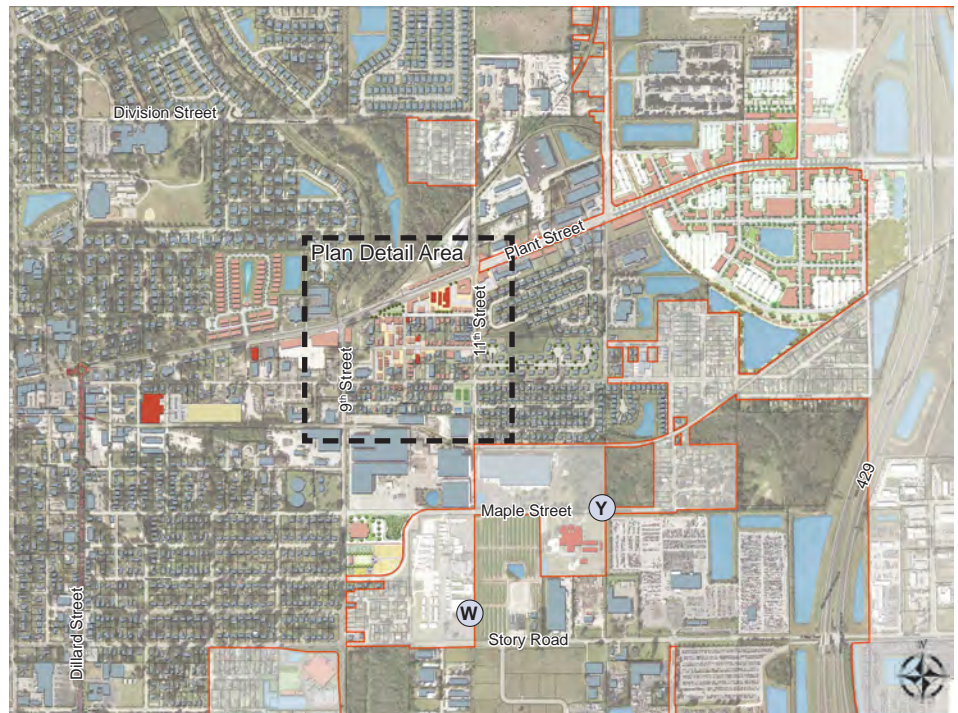 Division Street
Plan Detail Area
Plant Street
11th Street
9th Street
429
Maple Street
Y
W
Dillard Street
Story Road